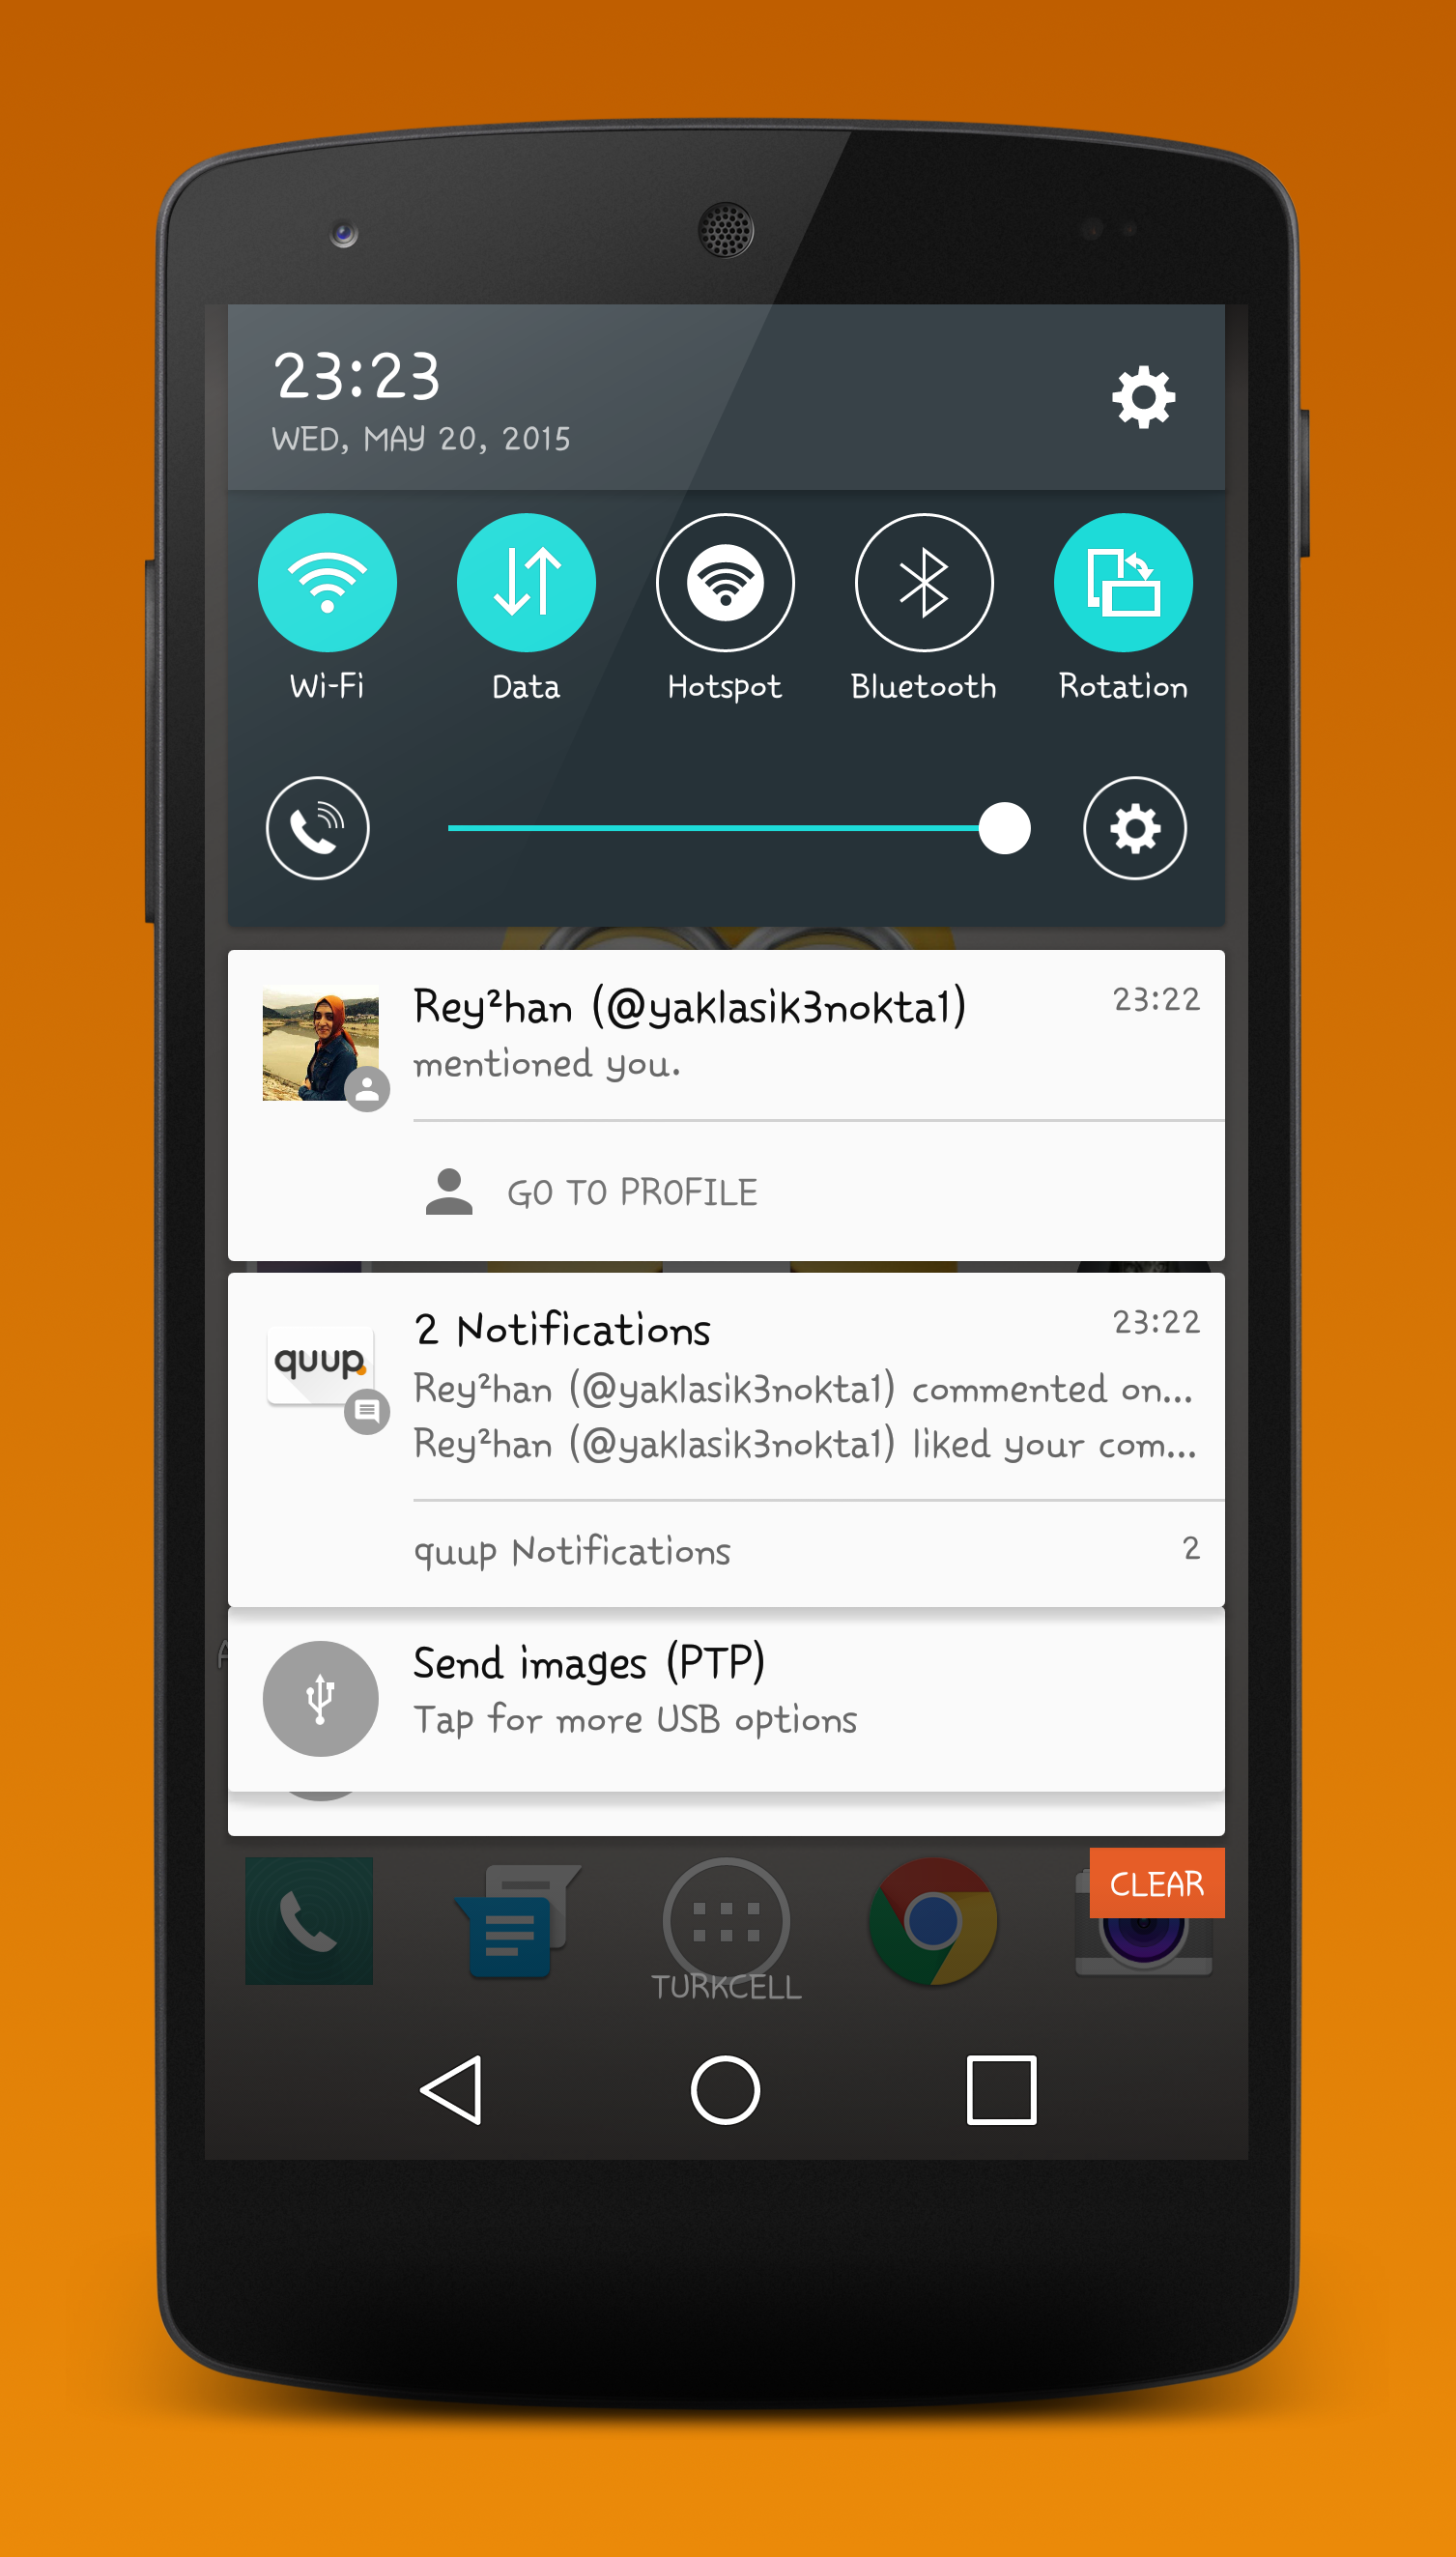 23:23
WED, MAY 20, 2015
Wi-Fi
Data
Hotspot
Bluetooth
Rotation
Rey²han (@yaklasik3nokta1)
23:22
mentioned you.
GO TO PROFILE
2 Notifications
23:22
quup
Rey²han (@yaklasik3nokta1) commented on...
Rey²han (@yaklasik3nokta1) liked your com...
quup Notifications
2
Send images (PTP)
Tap for more USB options
CLEAR
TURKCELL